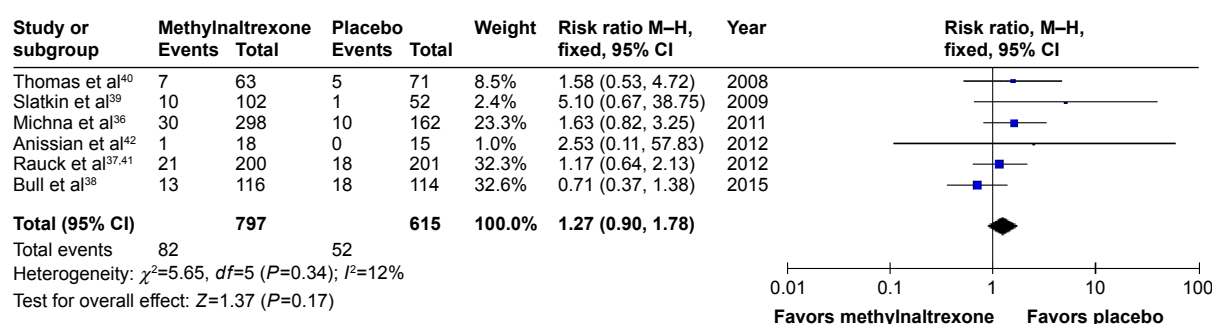 Study or subgroup Methylnaltrexone Events Total Placebo Events Total Weight Risk ratio M–H, fixed, 95% CI Year Risk ratio, M–H, fixed, 95% CI
Thomas et al40 7 63 5 71 8.5% 1.58 (0.53, 4.72) 2008
Slatkin et al39 10 102 1 52 2.4% 5.10 (0.67, 38.75) 2009
Michna et al36 30 298 10 162 23.3% 1.63 (0.82, 3.25) 2011
Anissian et al42 1 18 0 15 1.0% 2.53 (0.11, 57.83) 2012
Rauck et al37,41 21 200 18 201 32.3% 1.17 (0.64, 2.13) 2012
Bull et al38 13 116 18 114 32.6% 0.71 (0.37, 1.38) 2015
Total (95% CI) 797 615 100.0% 1.27 (0.90, 1.78)
Total events 82 52
Heterogeneity: χ2=5.65, df=5 (P=0.34); I2=12%
Test for overall effect: Z=1.37 (P=0.17)
0.01 0.1 1 10 100
Favors methylnaltrexone Favors placebo